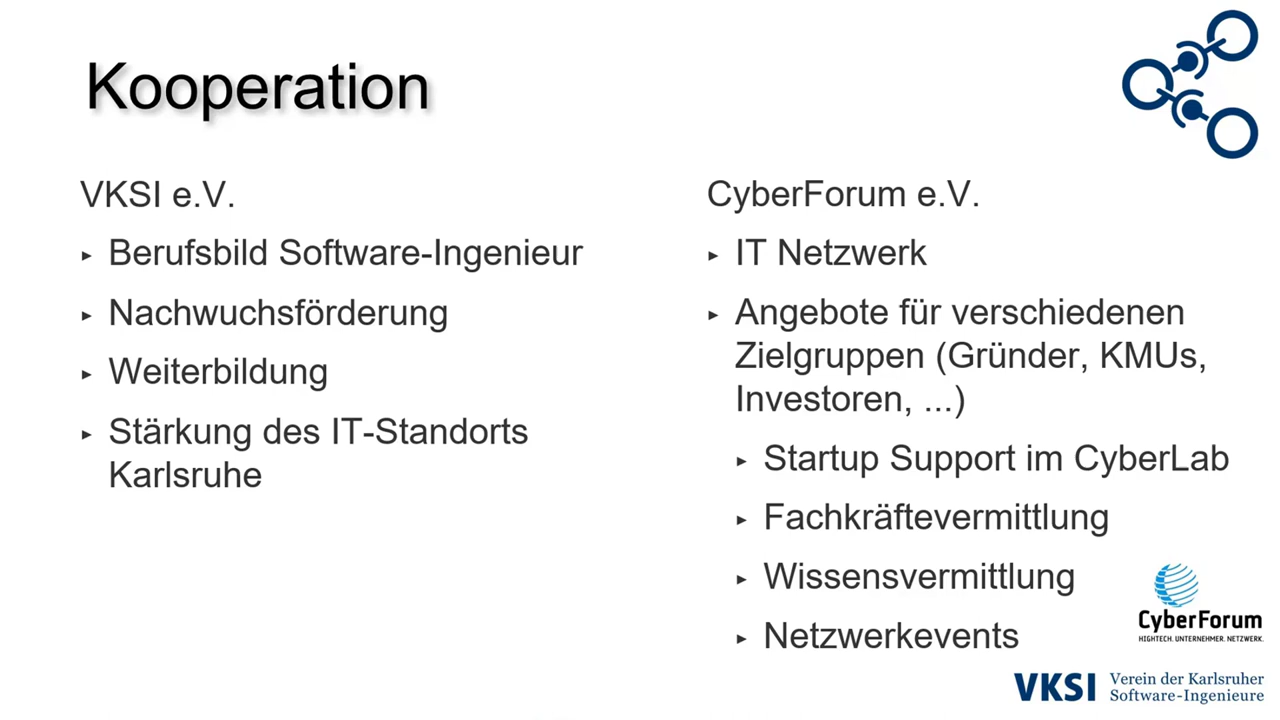 Kooperation
VKSI e.V.
▸ Berufsbild Software-Ingenieur
▸ Nachwuchsförderung
▸ Weiterbildung
▸ Stärkung des IT-Standorts
Karlsruhe
CyberForum e.V.
▸ IT Netzwerk
▸ Angebote für verschiedenen
Zielgruppen (Gründer, KMUs,
Investoren, ...)
▸ Startup Support im CyberLab
▸ Fachkräftevermittlung
▸ Wissensvermittlung
▸ Netzwerkevents
CyberForum
HIGHTECH. UNTERNEHMER. NETZWERK.
VKSI Verein der Karlsruher
Software-Ingenieure